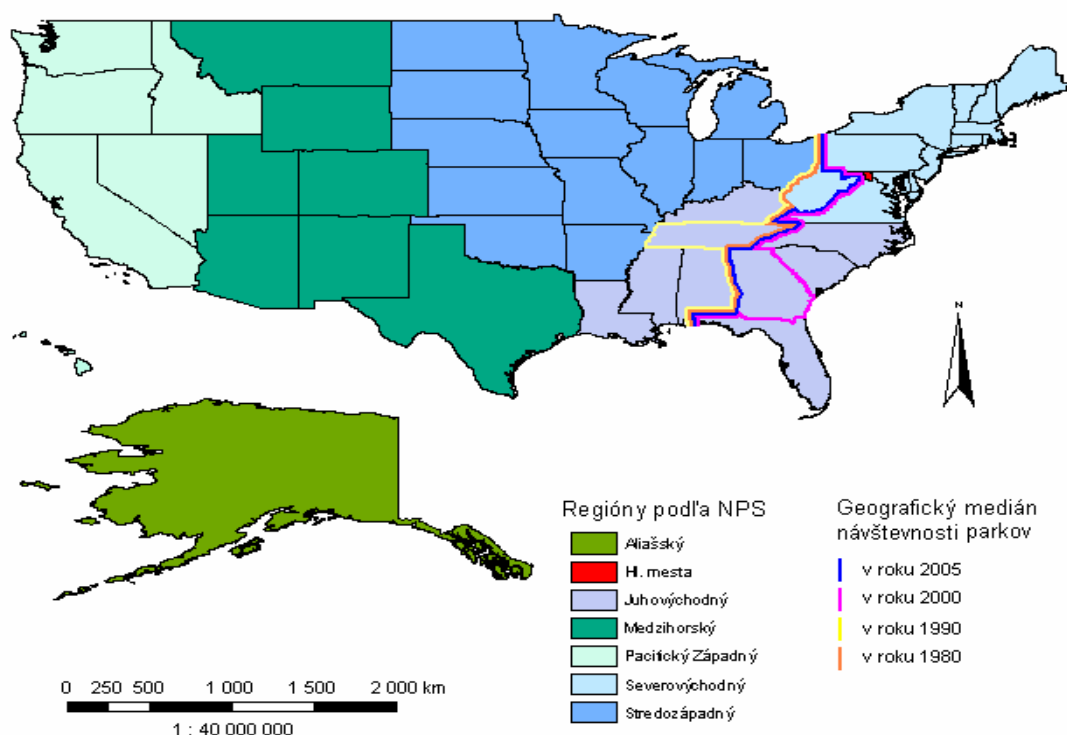 N
Regióny podľa NPS
Aliašský
Hl. mesta
Juhovýchodný
Medzihorský
Pacifický Západný
Severovýchodný
Stredozápadný
Geografický medián
návštevnosti parkov
v roku 2005
v roku 2000
v roku 1990
v roku 1980
0 250 500 1 000 1 500 2 000 km
1 : 40 000 000